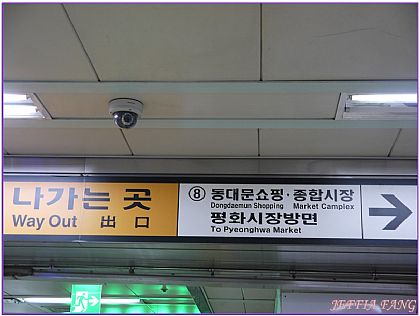 나가는 곳
Way Out 出口
⑧ 동대문쇼핑·종합시장
Dongdaemun Shopping Market Camplex
평화시장방면
To Pyeonghwa Market
JEFFIA FANG